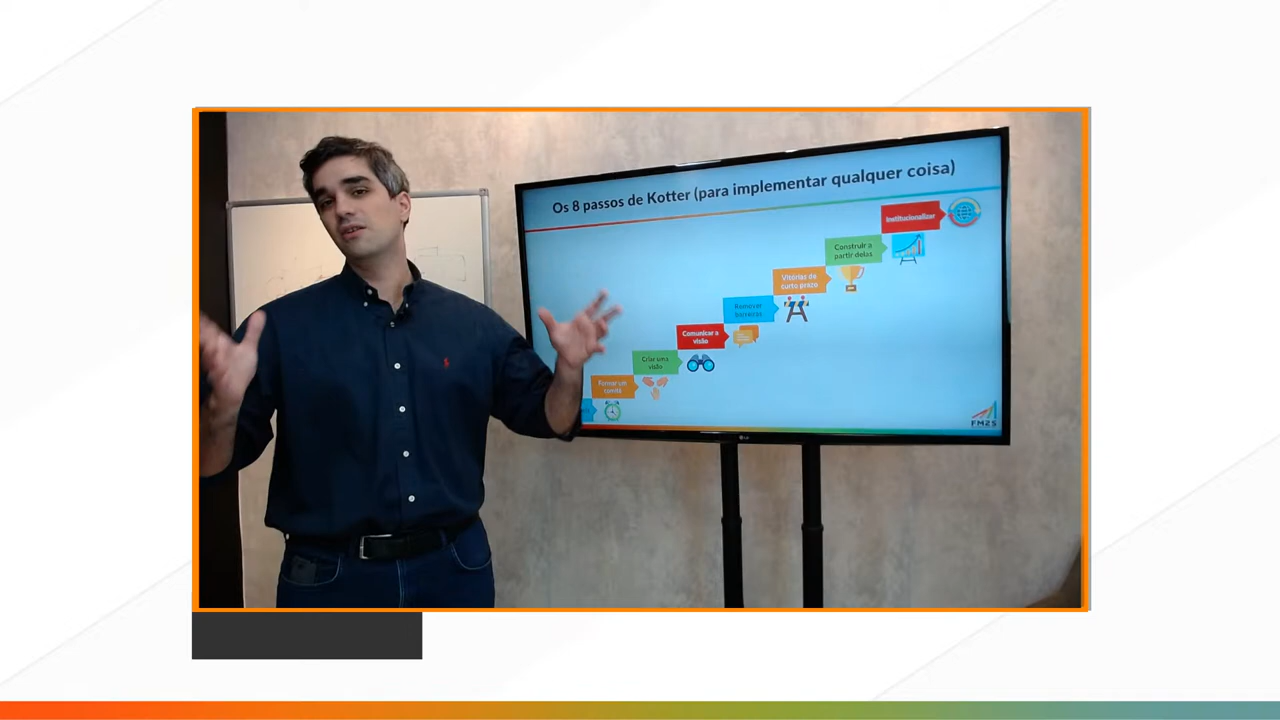 Os 8 passos de Kotter (para implementar qualquer coisa)
Institucionalizar
Construir a
partir delas
Vitórias de
curto prazo
Remover
barreiras
Comunicar a
visão
Criar uma
visão
Formar um
comitê
FM2S
LG